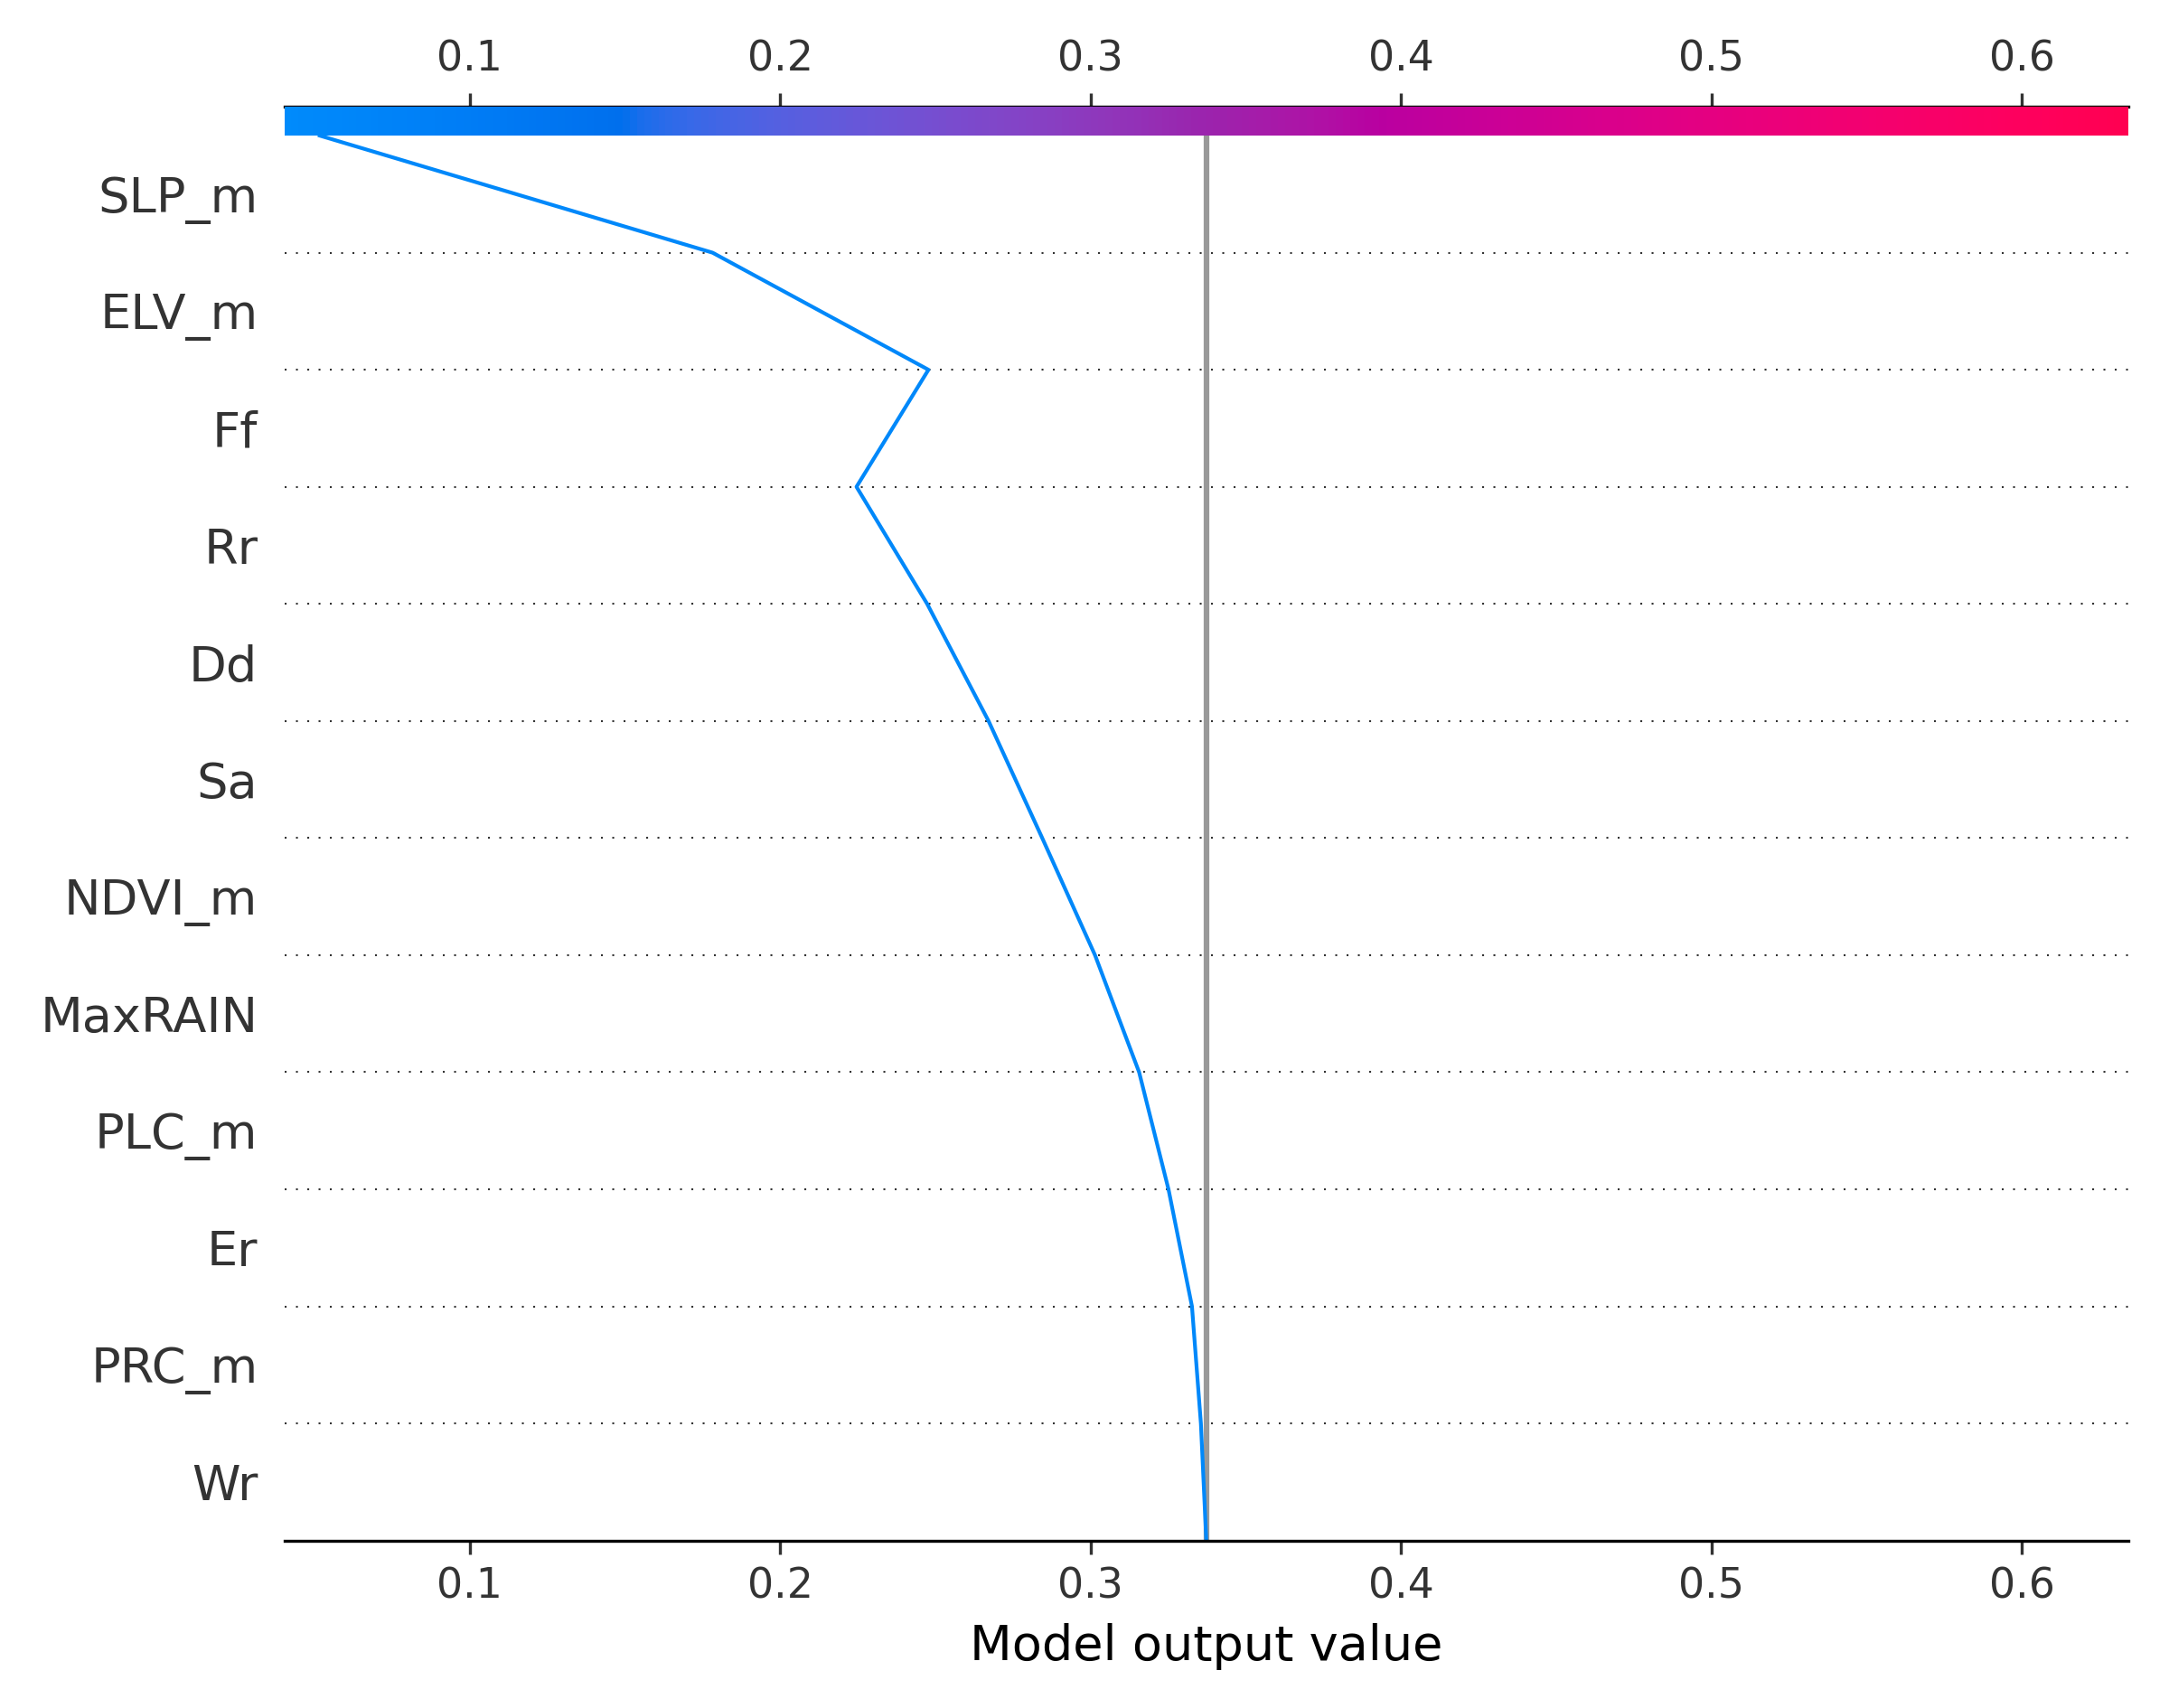 0.1 0.2 0.3 0.4 0.5 0.6
SLP_m
ELV_m
Ff
Rr
Dd
Sa
NDVI_m
MaxRAIN
PLC_m
Er
PRC_m
Wr
0.1 0.2 0.3 0.4 0.5 0.6
Model output value